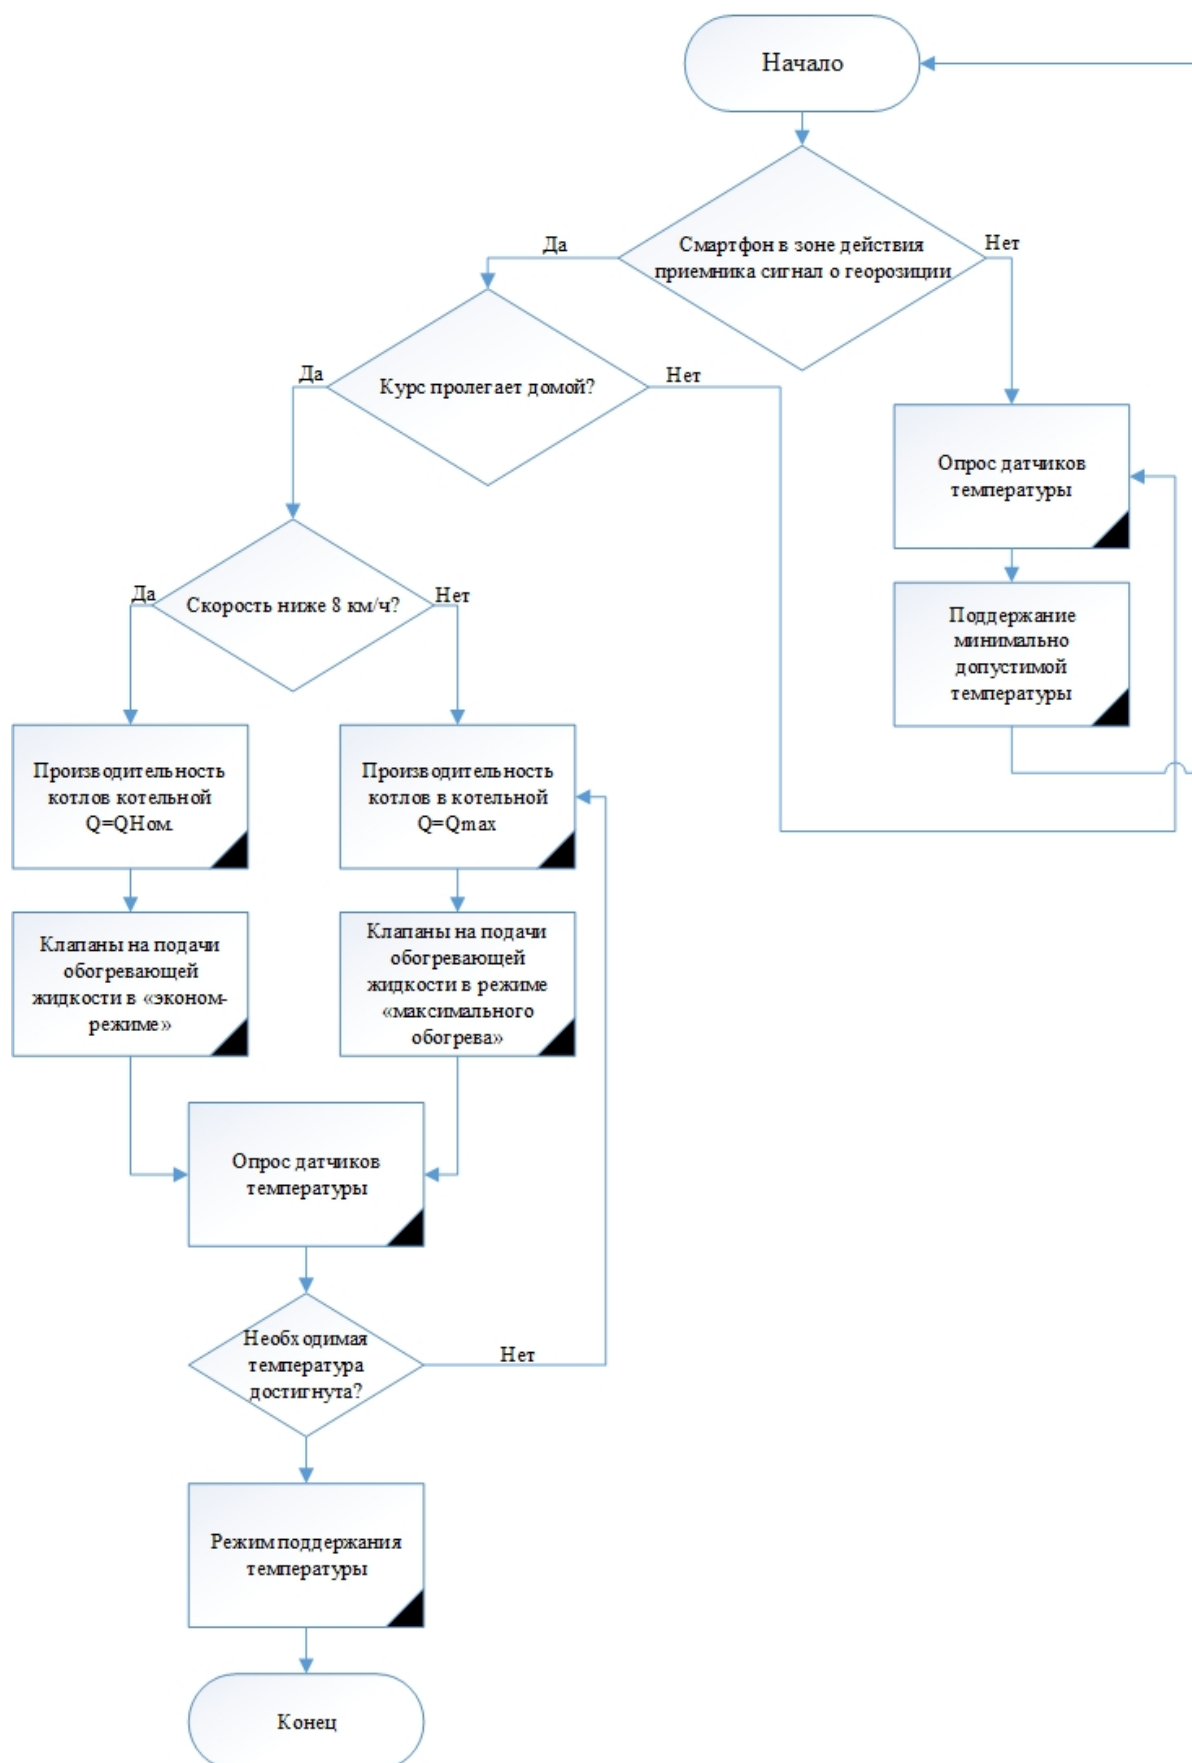 Начало
Смартфон в зоне действия
приемника сигнал о георозиции
Да
Нет
Курс пролегает домой?
Да
Нет
Опрос датчиков
температуры
Скорость ниже 8 км/ч?
Да
Нет
Поддержание
минимально
допустимой
температуры
Производительность
котлов котельной
Q=QНом.
Производительность
котлов в котельной
Q=Qmax
Клапаны на подачи
обогревающей
жидкости в «эконом-
режиме»
Клапаны на подачи
обогревающей
жидкости в режиме
«максимального
обогрева»
Опрос датчиков
температуры
Необходимая
температура
достигнута?
Нет
Режим поддержания
температуры
Конец